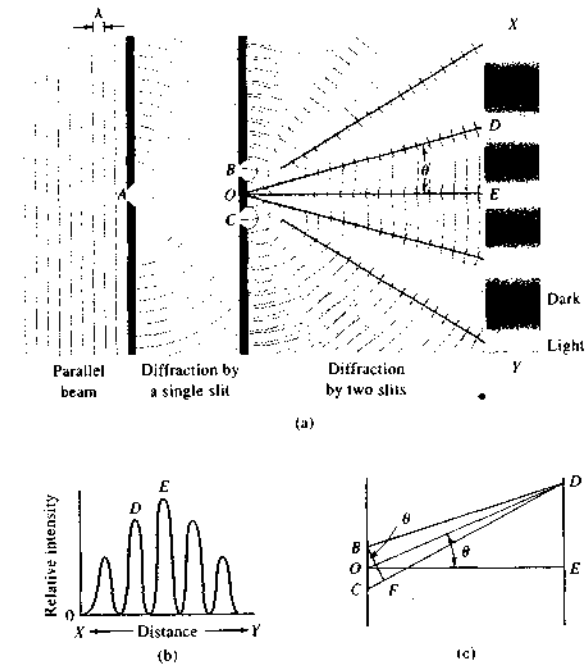 λ
X
D
B
θ
A
O
E
C
Dark
Light
Parallel
beam
Diffraction by
a single slit
Diffraction
by two slits
Y
(a)
Relative intensity
E
D
0
X
Distance
Y
(b)
D
θ
B
θ
O
E
C
F
(c)